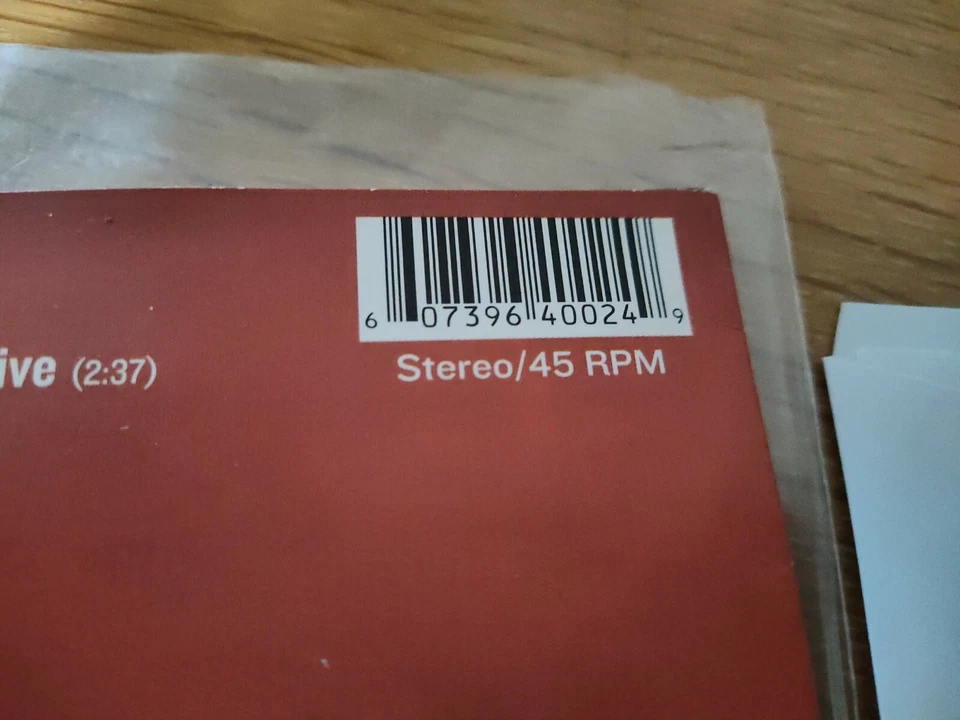 6 07396 40024 9
ive (2:37)
Stereo/45 RPM